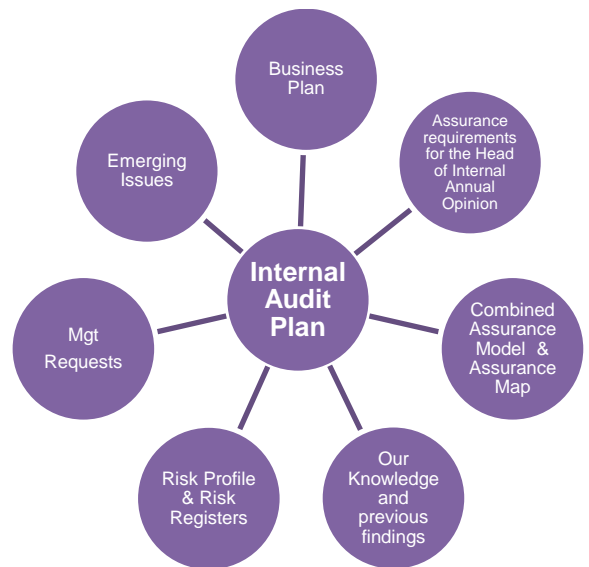 Business
Plan
Assurance
requirements
for the Head
of Internal
Annual
Opinion
Emerging
Issues
Internal
Audit
Plan
Combined
Assurance
Model & 
Assurance
Map
Mgt
Requests
Our
Knowledge
and
previous
findings
Risk Profile
& Risk
Registers